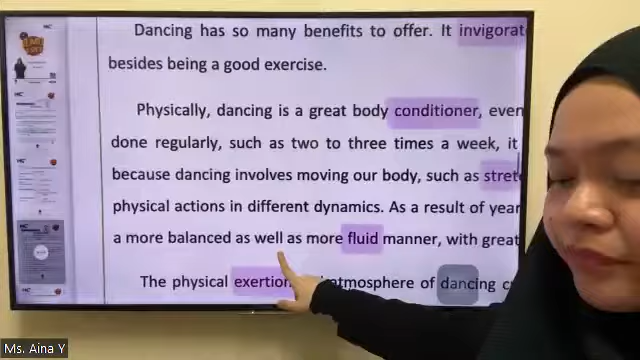 Dancing has so many benefits to offer. It invigorat
besides being a good exercise.
Physically, dancing is a great body conditioner, even
done regularly, such as two to three times a week, it
because dancing involves moving our body, such as stret
physical actions in different dynamics. As a result of year
a more balanced as well as more fluid manner, with great
The physical exertion atmosphere of dancing c
Ms. Aina Y